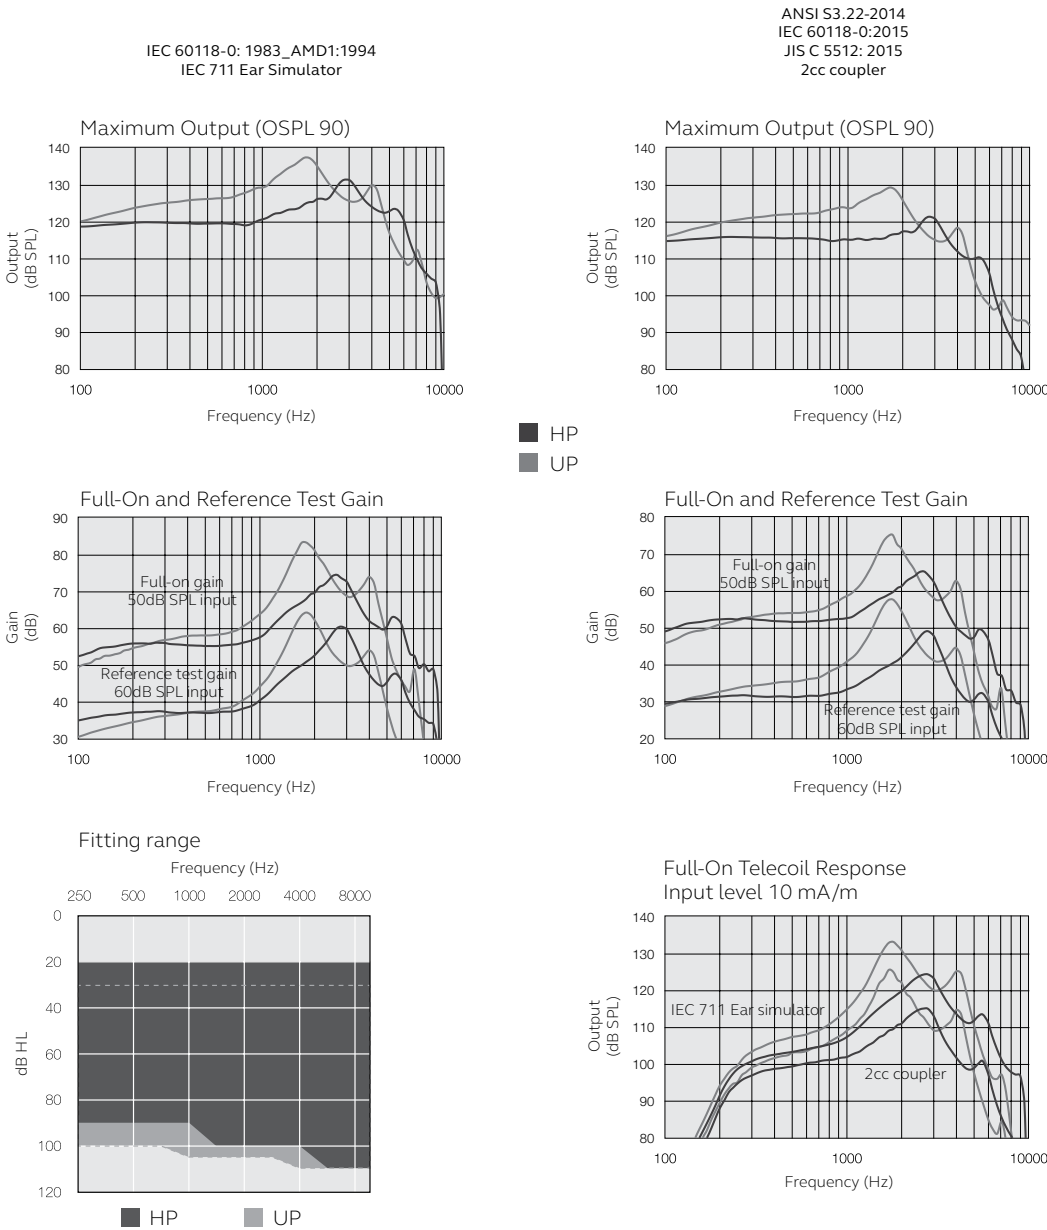 IEC 60118-0: 1983_AMD1:1994
IEC 711 Ear Simulator
ANSI S3.22-2014
IEC 60118-0:2015
JIS C 5512: 2015
2cc coupler
Maximum Output (OSPL 90)
140
130
120
110
100
90
80
Output
(dB SPL)
100
1000
10000
Frequency (Hz)
Maximum Output (OSPL 90)
140
130
120
110
100
90
80
Output
(dB SPL)
100
1000
10000
Frequency (Hz)
HP
UP
Full-On and Reference Test Gain
90
80
70
60
50
40
30
Gain
(dB)
Full-on gain
50dB SPL input
Reference test gain
60dB SPL input
100
1000
10000
Frequency (Hz)
Full-On and Reference Test Gain
80
70
60
50
40
30
20
Gain
(dB)
Full-on gain
50dB SPL input
Reference test gain
60dB SPL input
100
1000
10000
Frequency (Hz)
Fitting range
Frequency (Hz)
250
500
1000
2000
4000
8000
0
20
40
60
80
100
120
dB HL
HP
UP
Full-On Telecoil Response
Input level 10 mA/m
140
130
120
110
100
90
80
Output
(dB SPL)
IEC 711 Ear simulator
2cc coupler
100
1000
10000
Frequency (Hz)